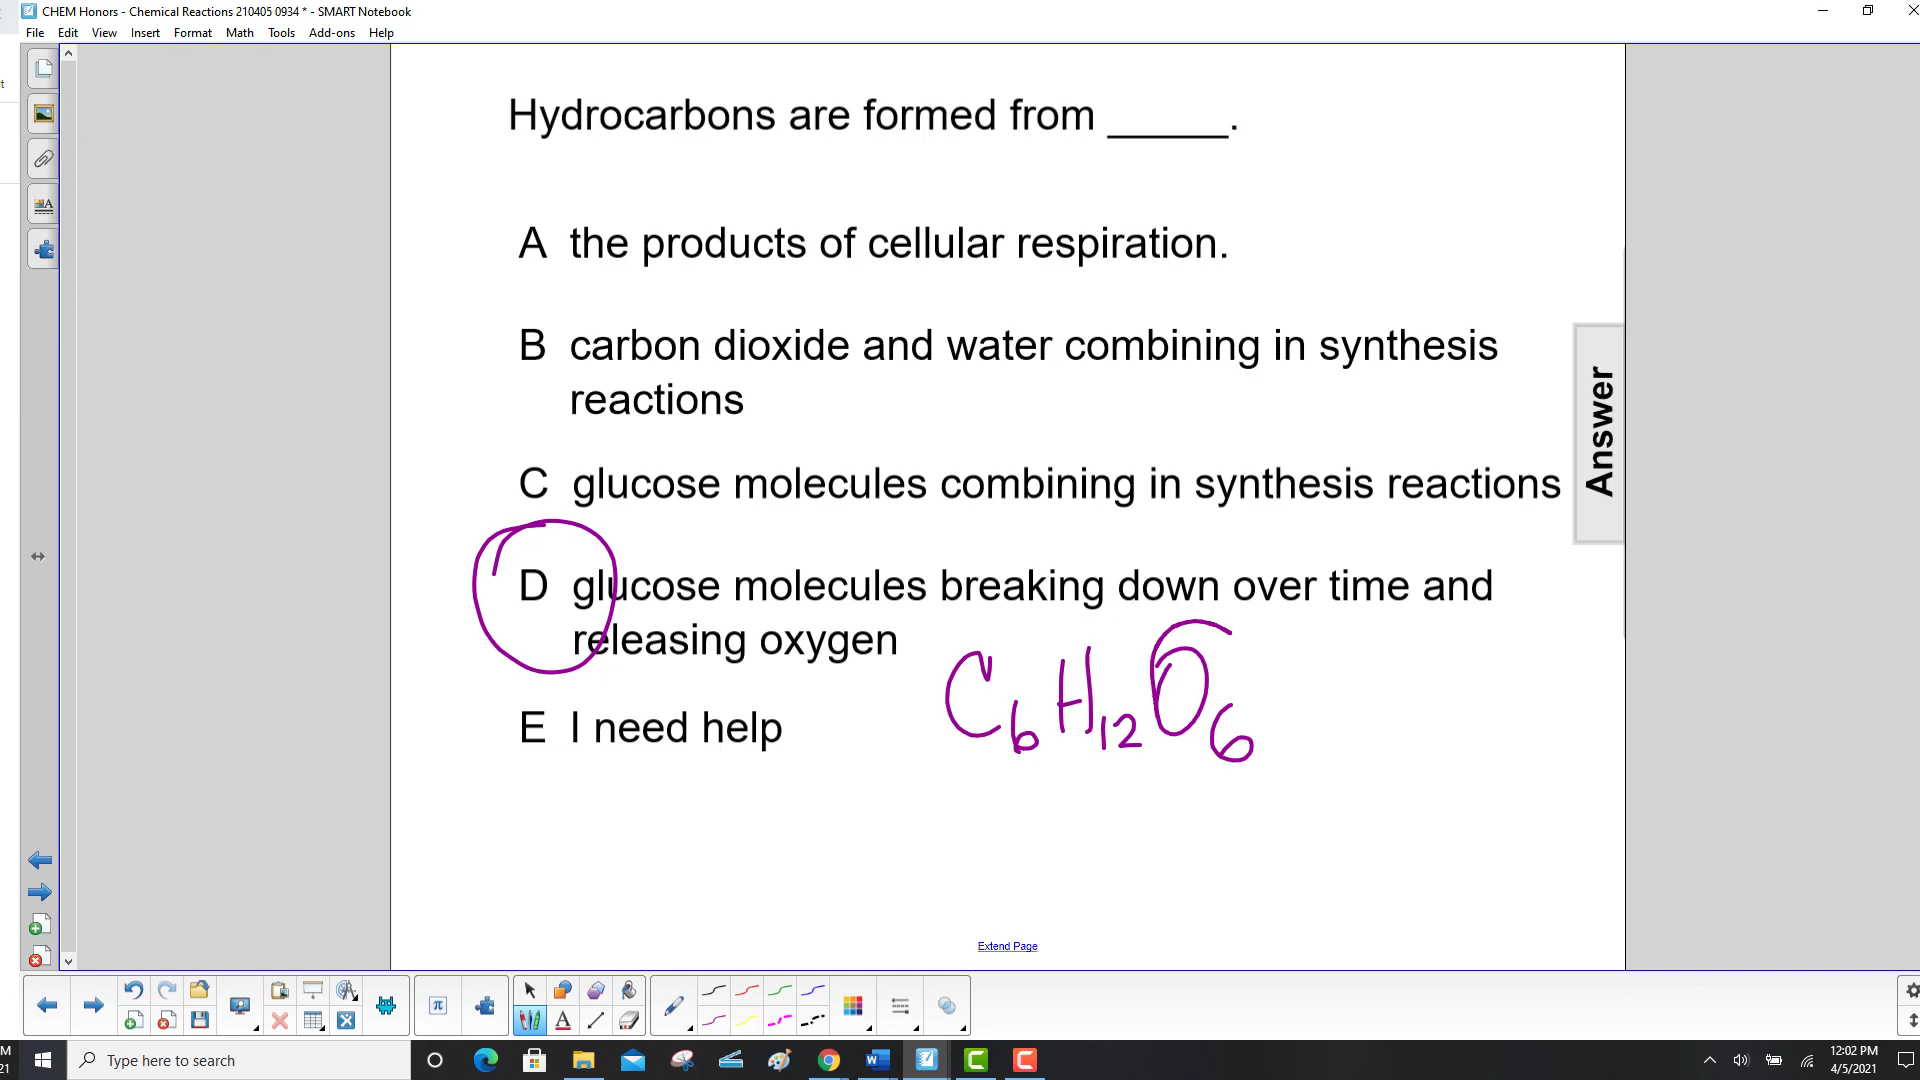 CHEM Honors - Chemical Reactions 210405 0934 * - SMART Notebook
File Edit View Insert Format Math Tools Add-ons Help
Hydrocarbons are formed from ______.
A the products of cellular respiration.
B carbon dioxide and water combining in synthesis
reactions
C glucose molecules combining in synthesis reactions
D glucose molecules breaking down over time and
releasing oxygen
C6H12O6
E I need help
Answer
Extend Page
Type here to search
12:02 PM
4/5/2021